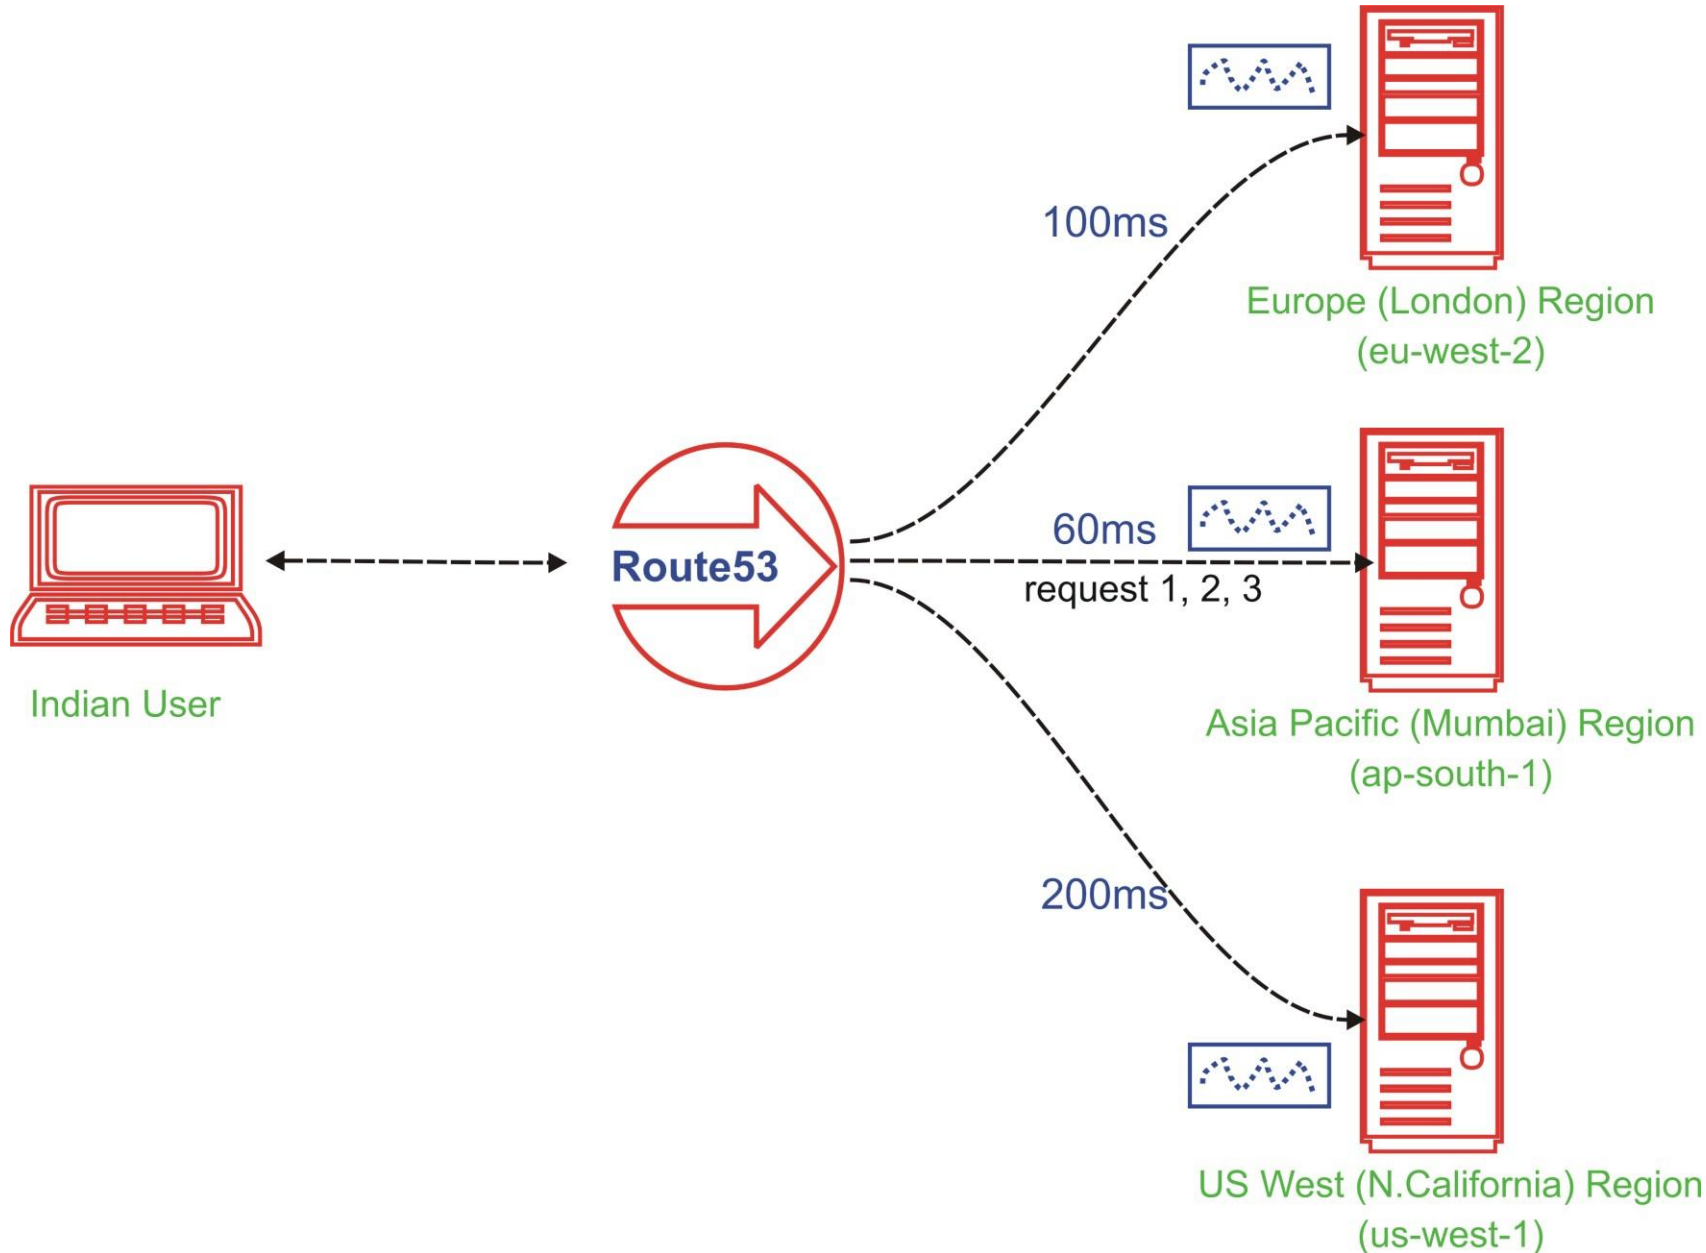 100ms
Europe (London) Region
(eu-west-2)
Route53
60ms
request 1, 2, 3
Indian User
Asia Pacific (Mumbai) Region
(ap-south-1)
200ms
US West (N.California) Region
(us-west-1)